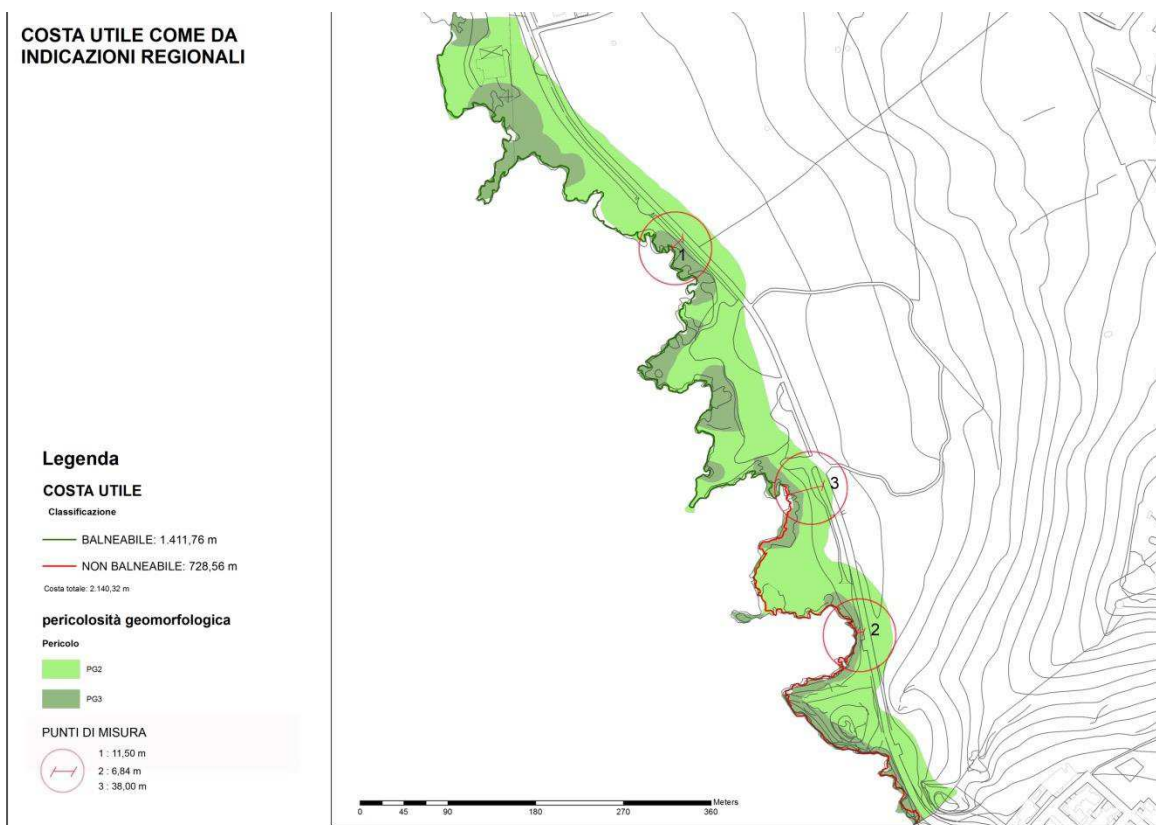 COSTA UTILE COME DA
INDICAZIONI REGIONALI
1
3
2
Legenda
COSTA UTILE
Classificazione
BALNEABILE: 1.411,76 m
NON BALNEABILE: 728,56 m
Costa totale: 2.140,32 m
pericolosità geomorfologica
Pericolo
PG2
PG3
PUNTI DI MISURA
1 : 11,50 m
2 : 6,84 m
3 : 38,00 m
Meters
0 45 90 180 270 360